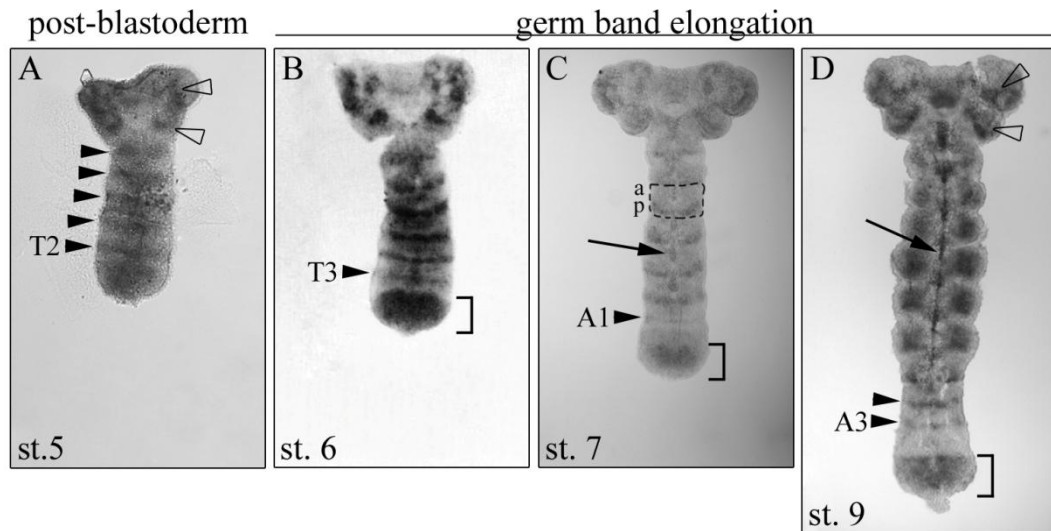 post-blastoderm
germ band elongation
A
T2
st.5
B
T3
st. 6
C
a
p
A1
st. 7
D
A3
st. 9